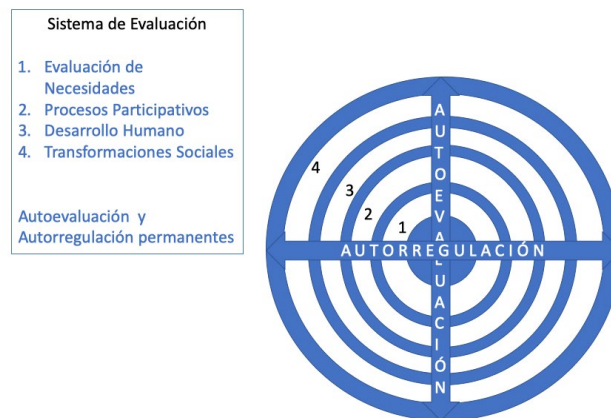 Sistema de Evaluación
1. Evaluación de
Necesidades
2. Procesos Participativos
3. Desarrollo Humano
4. Transformaciones Sociales
Autoevaluación y
Autorregulación permanentes
4
3
2
1
AUTOEVALUACIÓN
AUTORREGULACIÓN